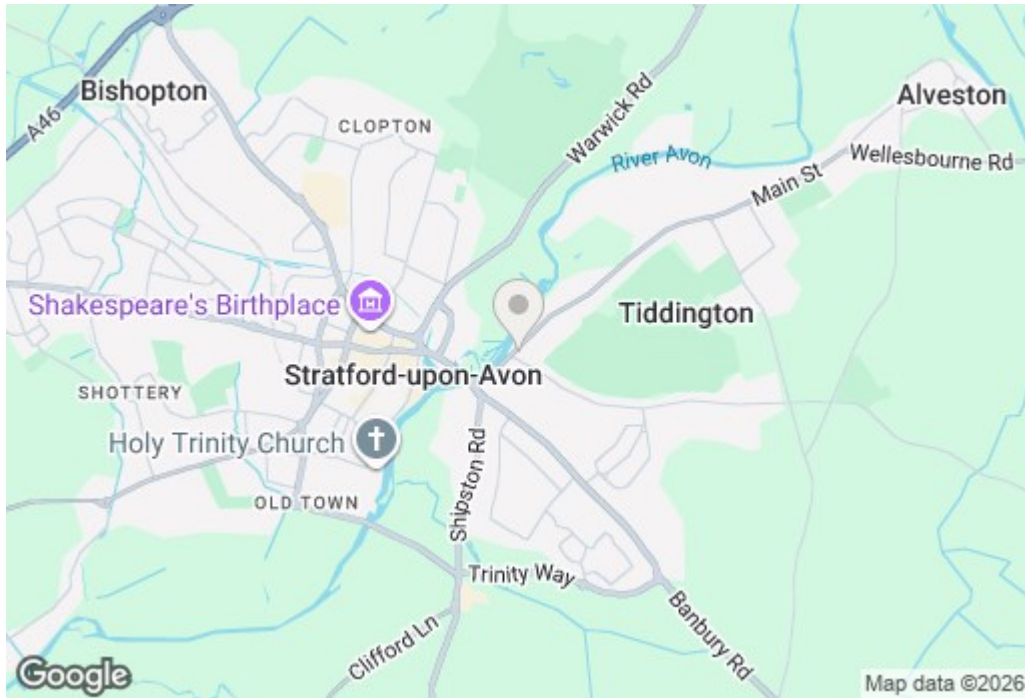 Bishopton
A46
CLOPTON
Warwick Rd
Alveston
River Avon
Wellesbourne Rd
Main St
Shakespeare's Birthplace
Tiddington
Stratford-upon-Avon
SHOTTERY
Holy Trinity Church
OLD TOWN
Shipston Rd
Trinity Way
Banbury Rd
Clifford Ln
Google
Map data ©2026